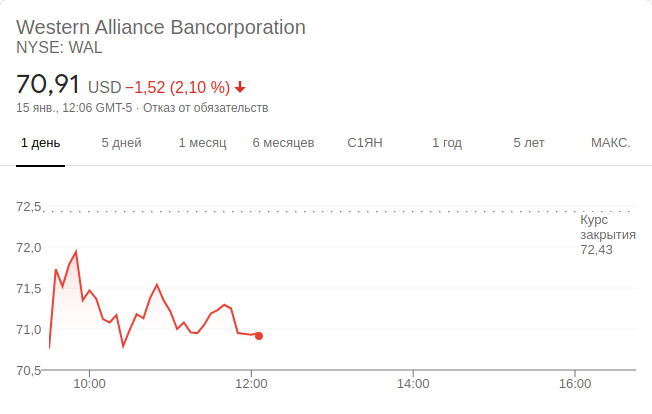 Western Alliance Bancorporation
NYSE: WAL
70,91 USD −1,52 (2,10 %)
15 янв., 12:06 GMT-5 · Отказ от обязательств
1 день 5 дней 1 месяц 6 месяцев С1ЯН 1 год 5 лет МАКС.
72,5
Курс
закрытия
72,43
72,0
71,5
71,0
70,5
10:00 12:00 14:00 16:00